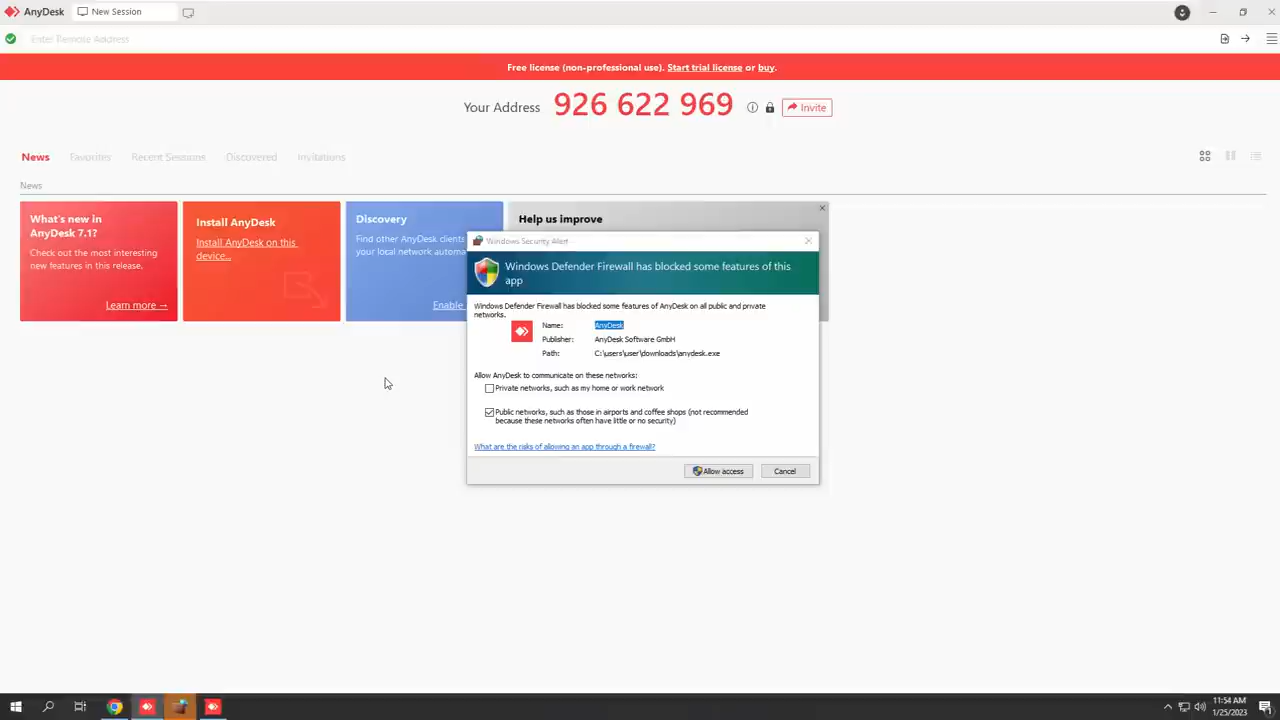 AnyDesk
New Session
Enter Remote Address
Free license (non-professional use). Start trial license or buy.
Your Address 926 622 969 Invite
News Favorites Recent Sessions Discovered Invitations
News
What's new in
AnyDesk 7.1?
Check out the most interesting
new features in this release.
Learn more →
Install AnyDesk
Install AnyDesk on this
device...
Discovery
Find other AnyDesk clients
your local network automa
Enable
Help us improve
Windows Security Alert
Windows Defender Firewall has blocked some features of this
app
Windows Defender Firewall has blocked some features of AnyDesk on all public and private
networks.
Name: AnyDesk
Publisher: AnyDesk Software GmbH
Path: C:\users\user\downloads\anydesk.exe
Allow AnyDesk to communicate on these networks:
Private networks, such as my home or work network
Public networks, such as those in airports and coffee shops (not recommended
because these networks often have little or no security)
What are the risks of allowing an app through a firewall?
Allow access
Cancel
11:54 AM
1/25/2023